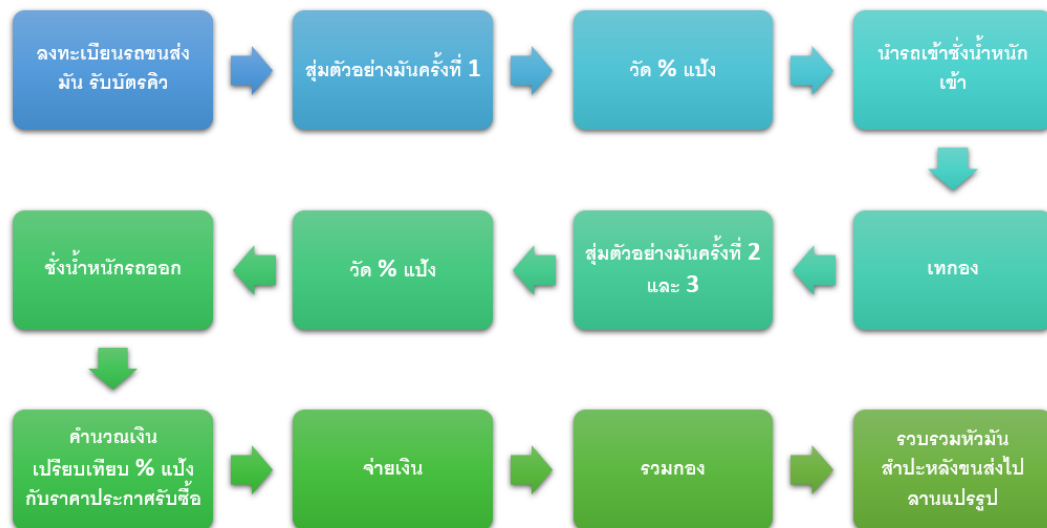 ลงทะเบียนรถขนส่ง
มัน รับบัตรคิว
สุ่มตัวอย่างมันครั้งที่ 1
วัด % แป้ง
นำรถเข้าชั่งน้ำหนัก
เข้า
เทกอง
สุ่มตัวอย่างมันครั้งที่ 2
และ 3
วัด % แป้ง
ชั่งน้ำหนักรถออก
คำนวณเงิน
เปรียบเทียบ % แป้ง
กับราคาประกาศรับซื้อ
จ่ายเงิน
รวมกอง
รวบรวมหัวมัน
สำปะหลังขนส่งไป
ลานแปรรูป